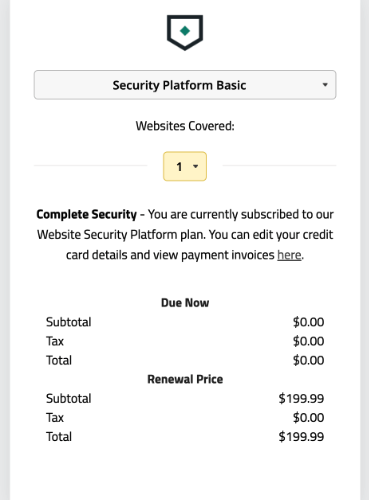 Security Platform Basic
Websites Covered:
1
Complete Security - You are currently subscribed to our
Website Security Platform plan. You can edit your credit
card details and view payment invoices here.
Due Now
Subtotal $0.00
Tax $0.00
Total $0.00
Renewal Price
Subtotal $199.99
Tax $0.00
Total $199.99